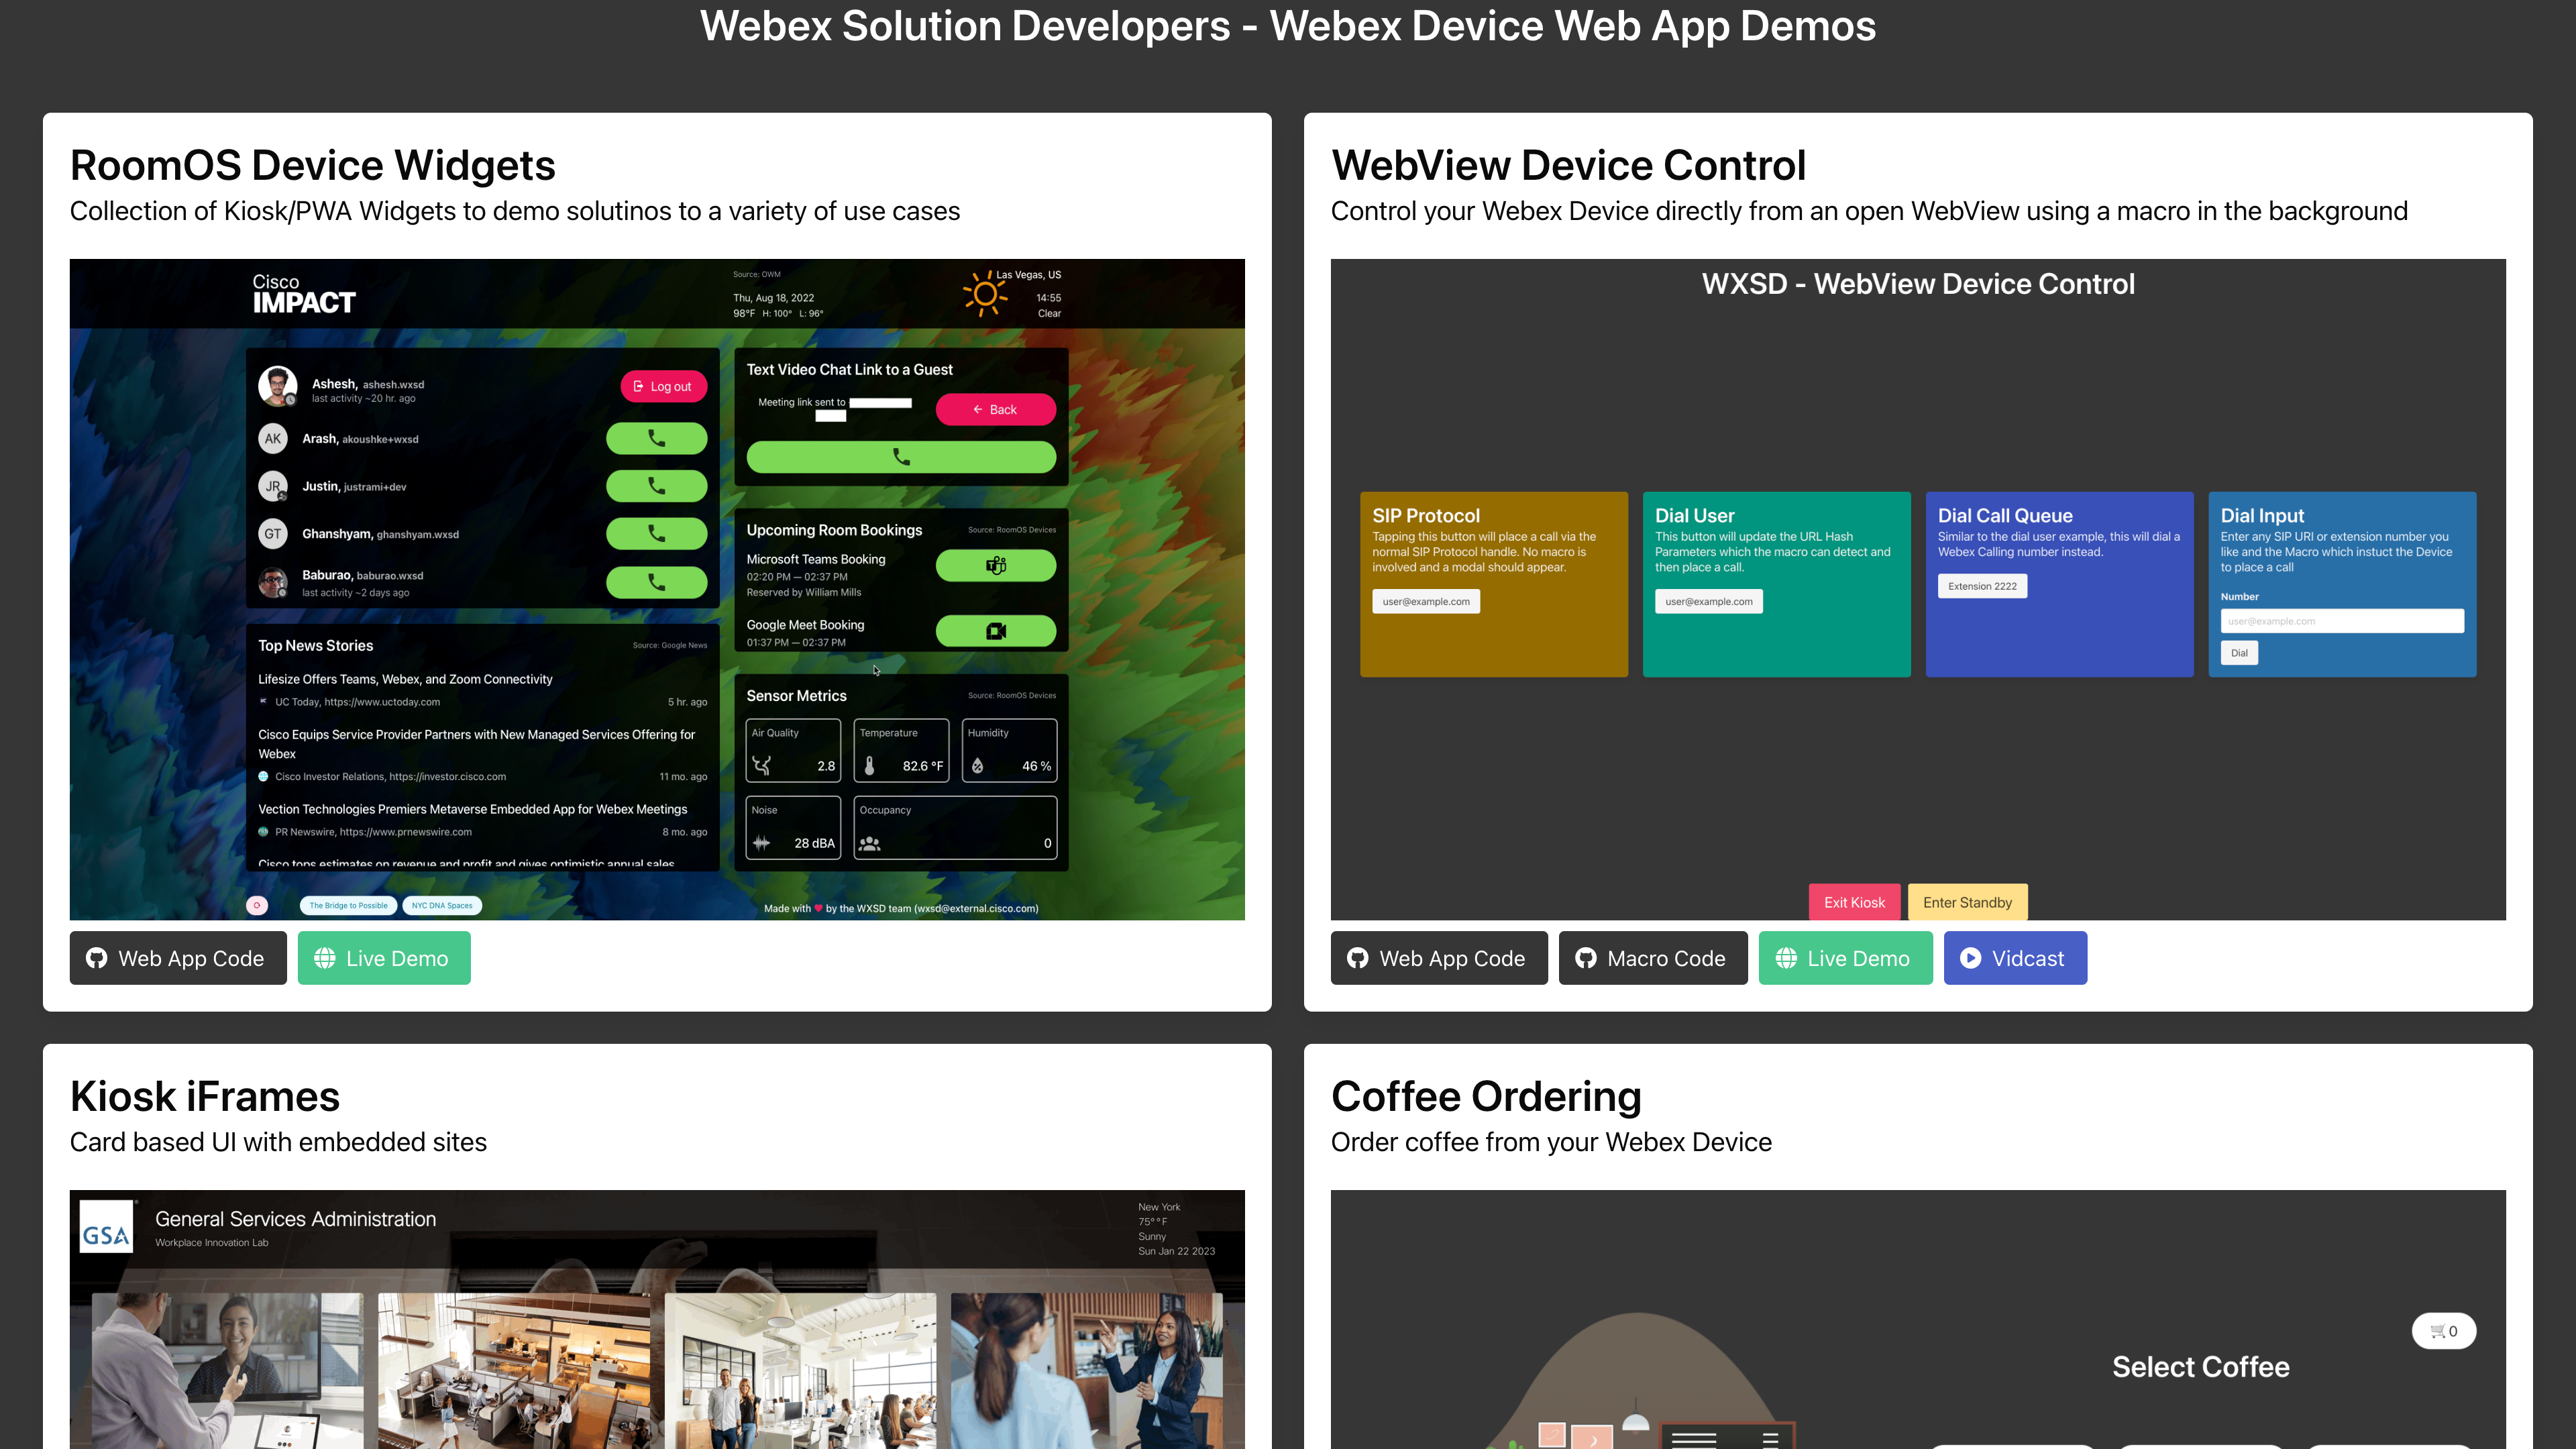 Webex Solution Developers - Webex Device Web App Demos
RoomOS Device Widgets
Collection of Kiosk/PWA Widgets to demo solutinos to a variety of use cases
Cisco
IMPACT
Source: OWM
Thu, Aug 18, 2022
98°F H: 100° L: 96°
Las Vegas, US
14:55
Clear
Ashesh, ashesh.wxsd
last activity ~20 hr. ago
Log out
AK
Arash, akoushke+wxsd
JR
Justin, justrami+dev
GT
Ghanshyam, ghanshyam.wxsd
Baburao, baburao.wxsd
last activity ~2 days ago
Top News Stories
Source: Google News
Lifesize Offers Teams, Webex, and Zoom Connectivity
UC Today, https://www.uctoday.com
5 hr. ago
Cisco Equips Service Provider Partners with New Managed Services Offering for
Webex
Cisco Investor Relations, https://investor.cisco.com
11 mo. ago
Vection Technologies Premiers Metaverse Embedded App for Webex Meetings
PR Newswire, https://www.prnewswire.com
8 mo. ago
Cisco tops estimates on revenue and profit and gives optimistic annual sales
Text Video Chat Link to a Guest
Meeting link sent to
Back
Upcoming Room Bookings
Source: RoomOS Devices
Microsoft Teams Booking
02:20 PM — 02:37 PM
Reserved by William Mills
Google Meet Booking
01:37 PM — 02:37 PM
Sensor Metrics
Source: RoomOS Devices
Air Quality
2.8
Temperature
82.6 °F
Humidity
46 %
Noise
28 dBA
Occupancy
0
The Bridge to Possible
NYC DNA Spaces
Made with ❤ by the WXSD team (wxsd@external.cisco.com)
Web App Code
Live Demo
WebView Device Control
Control your Webex Device directly from an open WebView using a macro in the background
WXSD - WebView Device Control
SIP Protocol
Tapping this button will place a call via the
normal SIP Protocol handle. No macro is
involved and a modal should appear.
user@example.com
Dial User
This button will update the URL Hash
Parameters which the macro can detect and
then place a call.
user@example.com
Dial Call Queue
Similar to the dial user example, this will dial a
Webex Calling number instead.
Extension 2222
Dial Input
Enter any SIP URI or extension number you
like and the Macro which instuct the Device
to place a call
Number
user@example.com
Dial
Exit Kiosk
Enter Standby
Web App Code
Macro Code
Live Demo
Vidcast
Kiosk iFrames
Card based UI with embedded sites
GSA
General Services Administration
Workplace Innovation Lab
New York
75° ° F
Sunny
Sun Jan 22 2023
Coffee Ordering
Order coffee from your Webex Device
0
Select Coffee